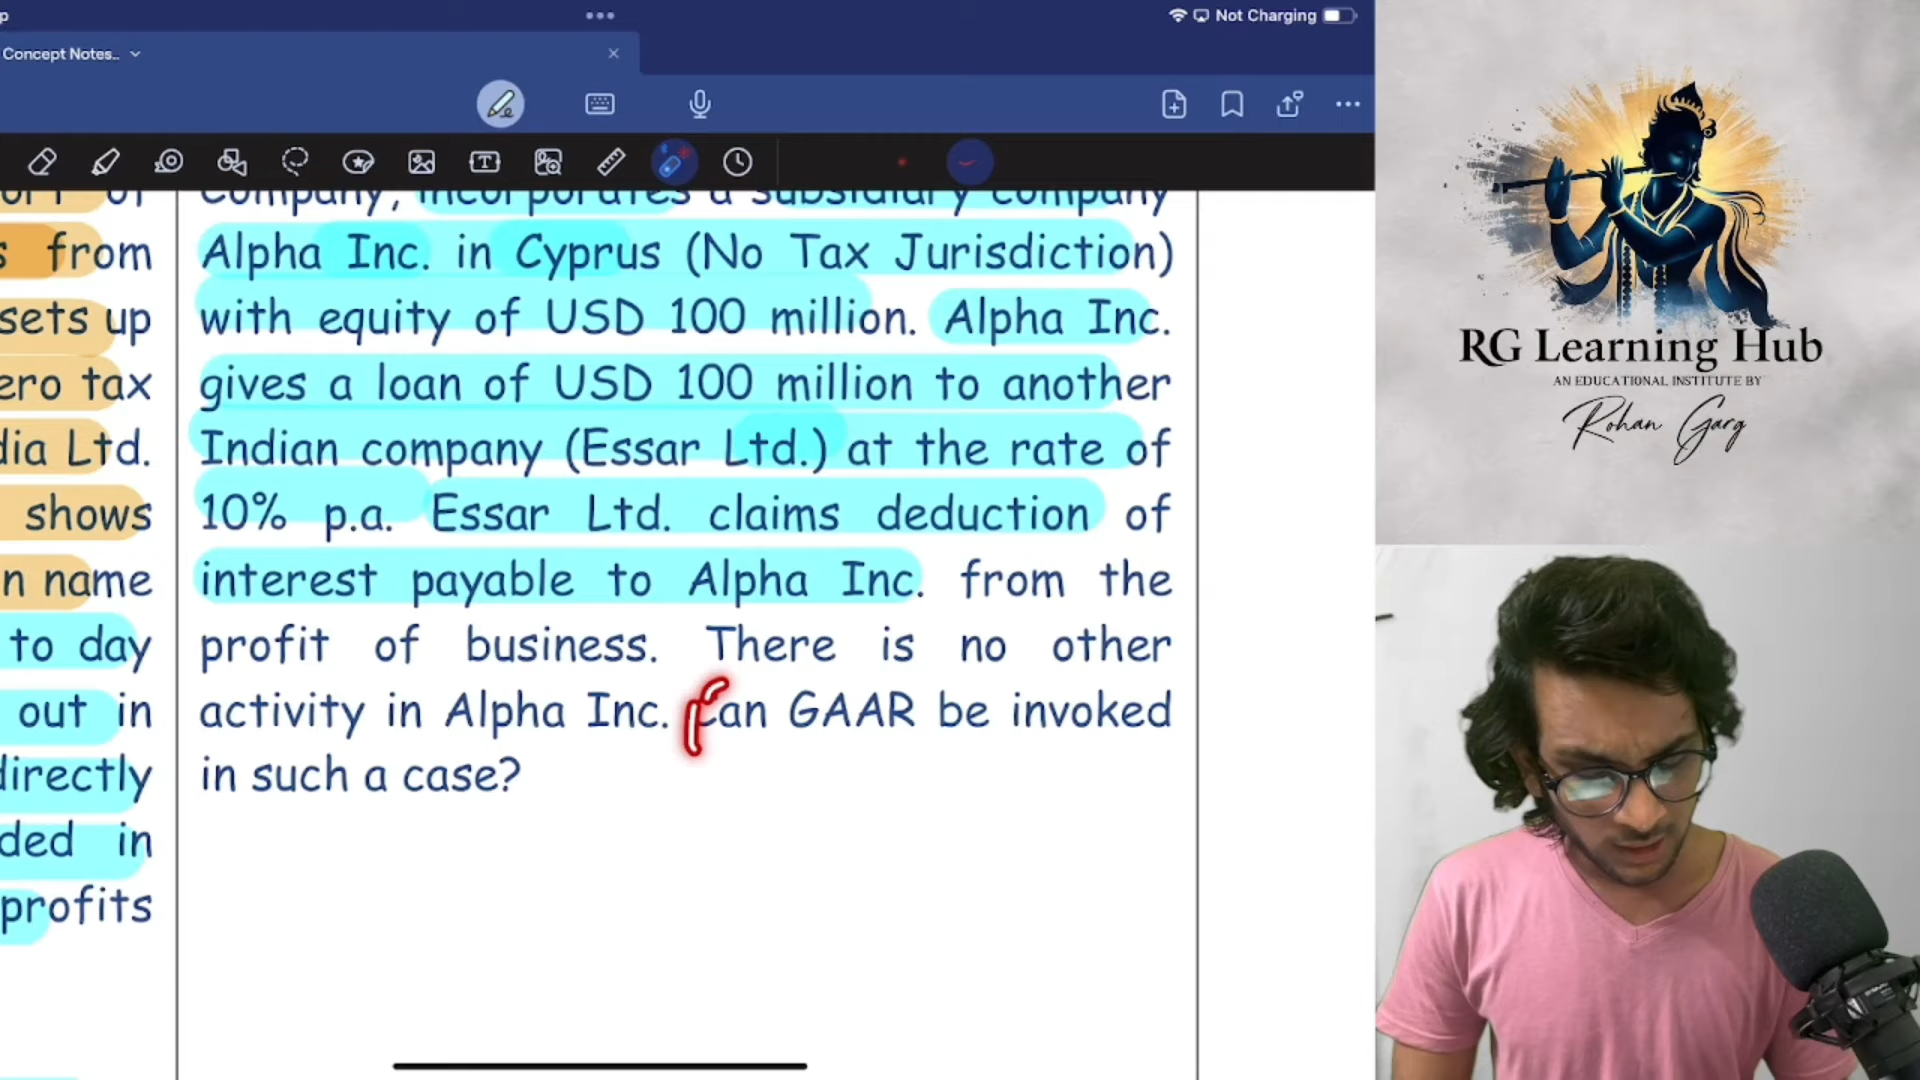 Concept Notes..
Not Charging
from
sets up
tax
Ltd.
shows
name
to day
out in
in
profits
Company, incorporates a subsidiary company
Alpha Inc. in Cyprus (No Tax Jurisdiction)
with equity of USD 100 million. Alpha Inc.
gives a loan of USD 100 million to another
Indian company (Essar Ltd.) at the rate of
10% p.a. Essar Ltd. claims deduction of
interest payable to Alpha Inc. from the
profit of business. There is no other
activity in Alpha Inc. Can GAAR be invoked
in such a case?
RG Learning Hub
AN EDUCATIONAL INSTITUTE BY
Rohan Garg